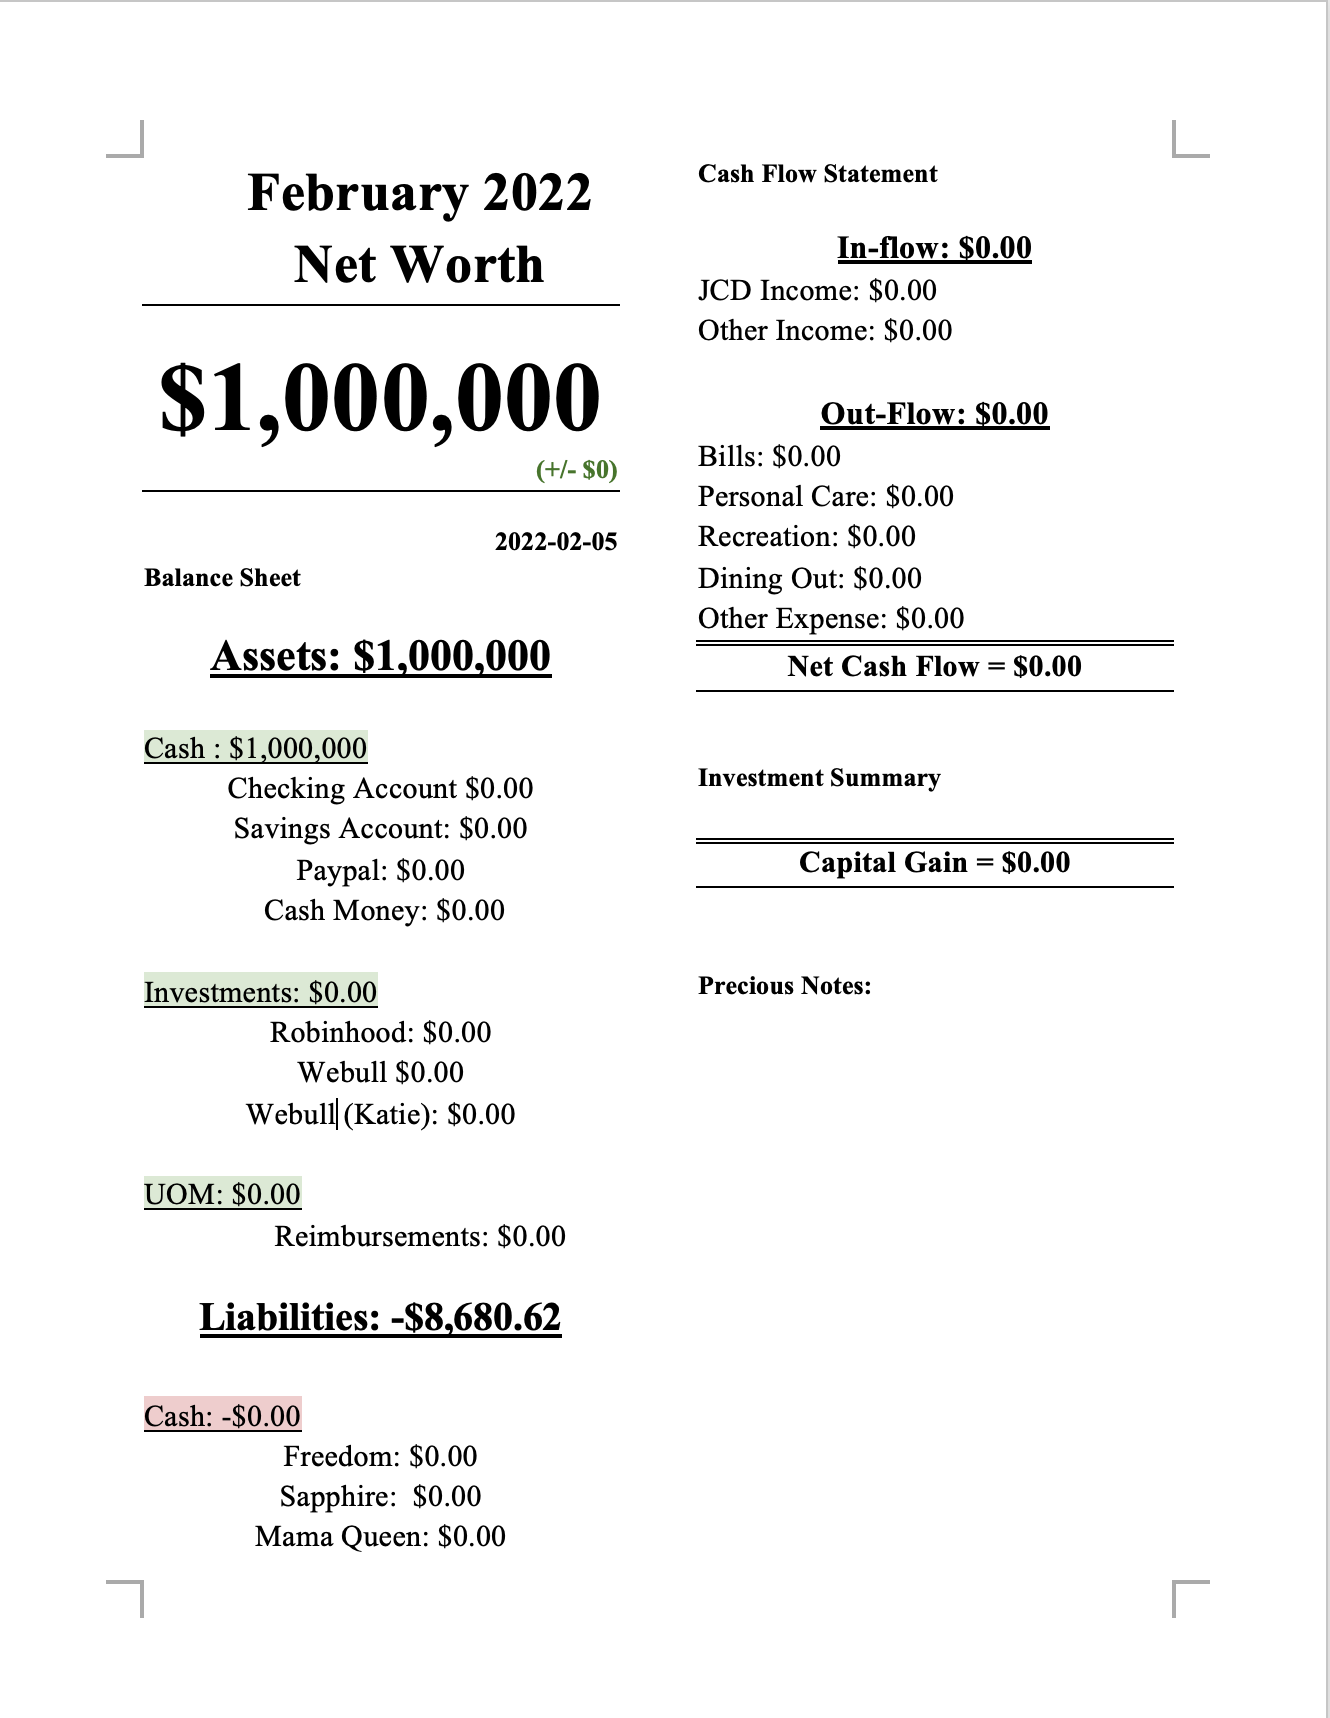 February 2022
Net Worth
$1,000,000
(+/- $0)
2022-02-05
Balance Sheet
Assets: $1,000,000
Cash : $1,000,000
Checking Account $0.00
Savings Account: $0.00
Paypal: $0.00
Cash Money: $0.00
Investments: $0.00
Robinhood: $0.00
Webull $0.00
Webull (Katie): $0.00
UOM: $0.00
Reimbursements: $0.00
Liabilities: -$8,680.62
Cash: -$0.00
Freedom: $0.00
Sapphire:  $0.00
Mama Queen: $0.00
Cash Flow Statement
In-flow: $0.00
JCD Income: $0.00
Other Income: $0.00
Out-Flow: $0.00
Bills: $0.00
Personal Care: $0.00
Recreation: $0.00
Dining Out: $0.00
Other Expense: $0.00
Net Cash Flow = $0.00
Investment Summary
Capital Gain = $0.00
Precious Notes: